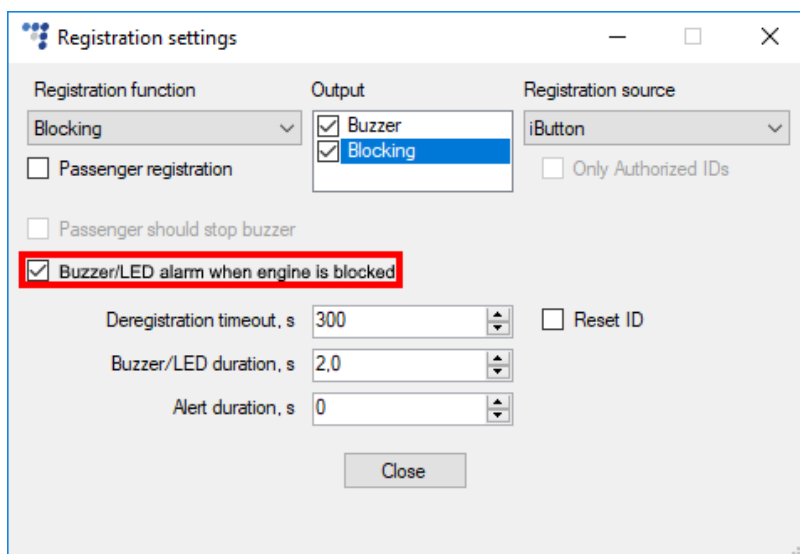 Registration settings
Registration function
Output
Registration source
Blocking
Buzzer
Blocking
iButton
Passenger registration
Only Authorized IDs
Passenger should stop buzzer
Buzzer/LED alarm when engine is blocked
Deregistration timeout, s
300
Reset ID
Buzzer/LED duration, s
2,0
Alert duration, s
0
Close